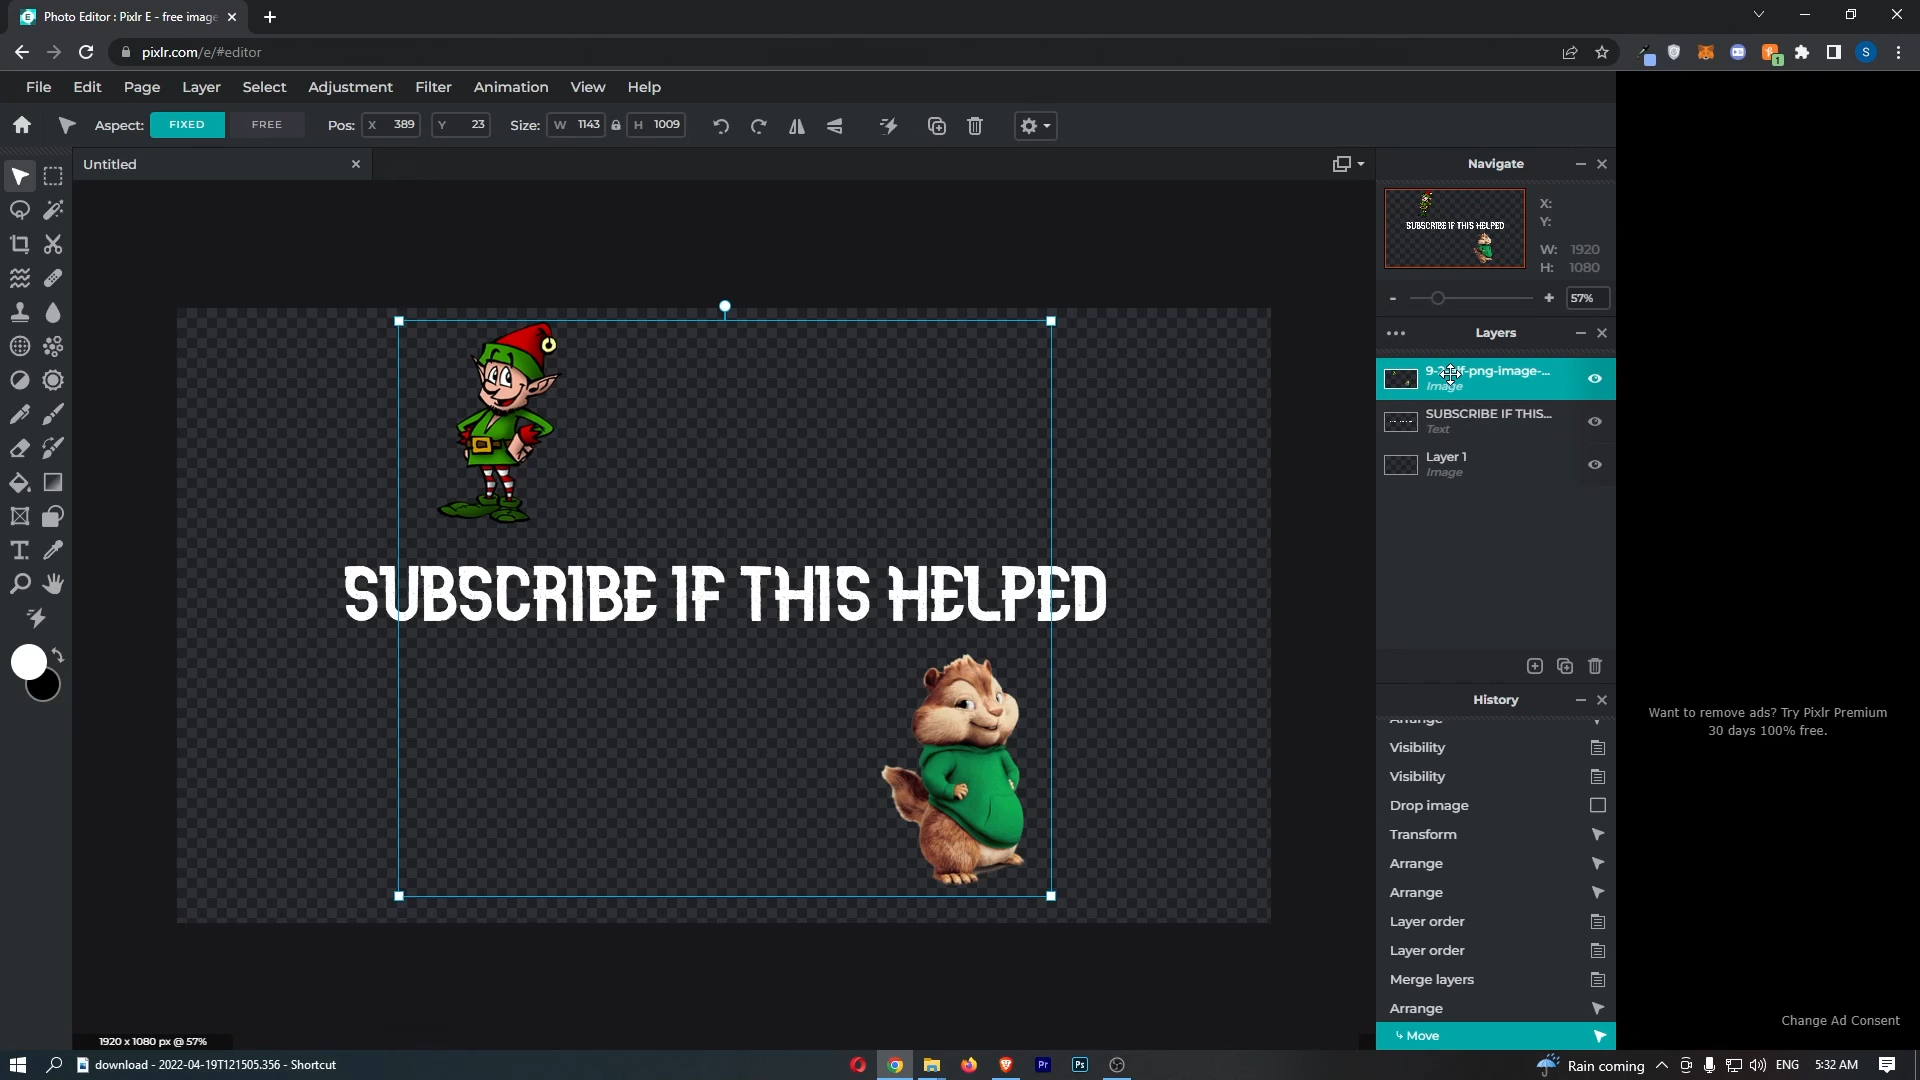 Photo Editor : Pixlr E - free image
pixlr.com/e/#editor
S
1
File Edit Page Layer Select Adjustment Filter Animation View Help
Aspect: FIXED FREE Pos: X 389 Y 23 Size: W 1143 H 1009
Untitled
Navigate
SUBSCRIBE IF THIS HELPED
X:
Y:
W: 1920
H: 1080
- + 57%
Layers
-png-image-...
Image
SUBSCRIBE IF THIS...
Text
Layer 1
Image
SUBSCRIBE IF THIS HELPED
History
Arrange
Visibility
Visibility
Drop image
Transform
Arrange
Arrange
Layer order
Layer order
Merge layers
Arrange
Move
Want to remove ads? Try Pixlr Premium
30 days 100% free.
Change Ad Consent
1920 x 1080 px @ 57%
download - 2022-04-19T121505.356 - Shortcut
Pr
Ps
Rain coming
ENG
5:32 AM